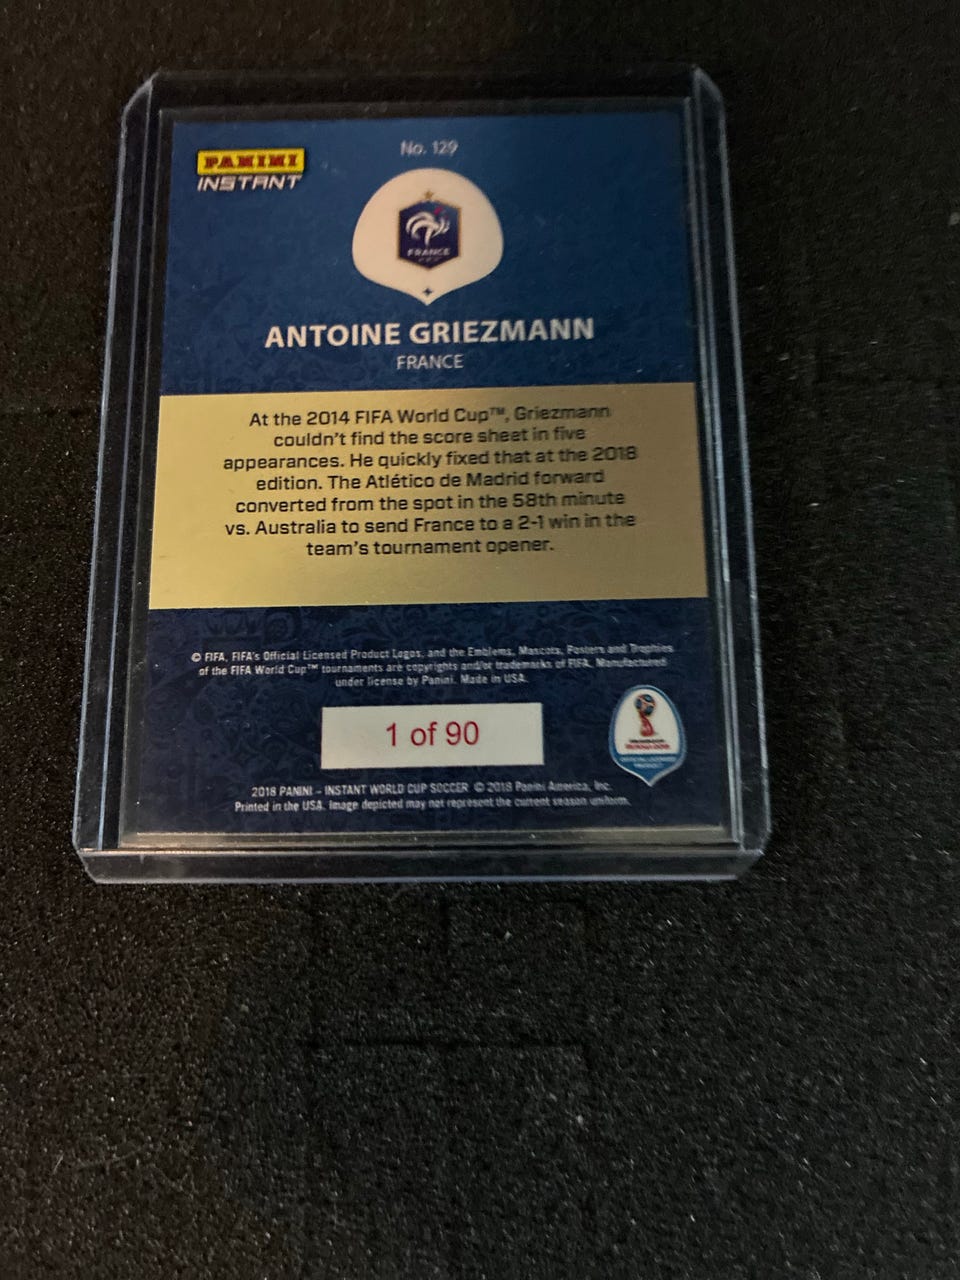 No. 129
PANINI
INSTANT
FRANCE
ANTOINE GRIEZMANN
FRANCE
At the 2014 FIFA World Cup™, Griezmann
couldn't find the score sheet in five
appearances. He quickly fixed that at the 2018
edition. The Atlético de Madrid forward
converted from the spot in the 58th minute
vs. Australia to send France to a 2-1 win in the
team's tournament opener.
© FIFA, FIFA's Official Licensed Product Logos, and the Emblems, Mascots, Posters and Trophies
of the FIFA World Cup™ tournaments are copyrights and/or trademarks of FIFA. Manufactured
under license by Panini. Made in USA.
1 of 90
2018 PANINI - INSTANT WORLD CUP SOCCER © 2018 Panini America, Inc.
Printed in the USA. Image depicted may not represent the current season uniform.